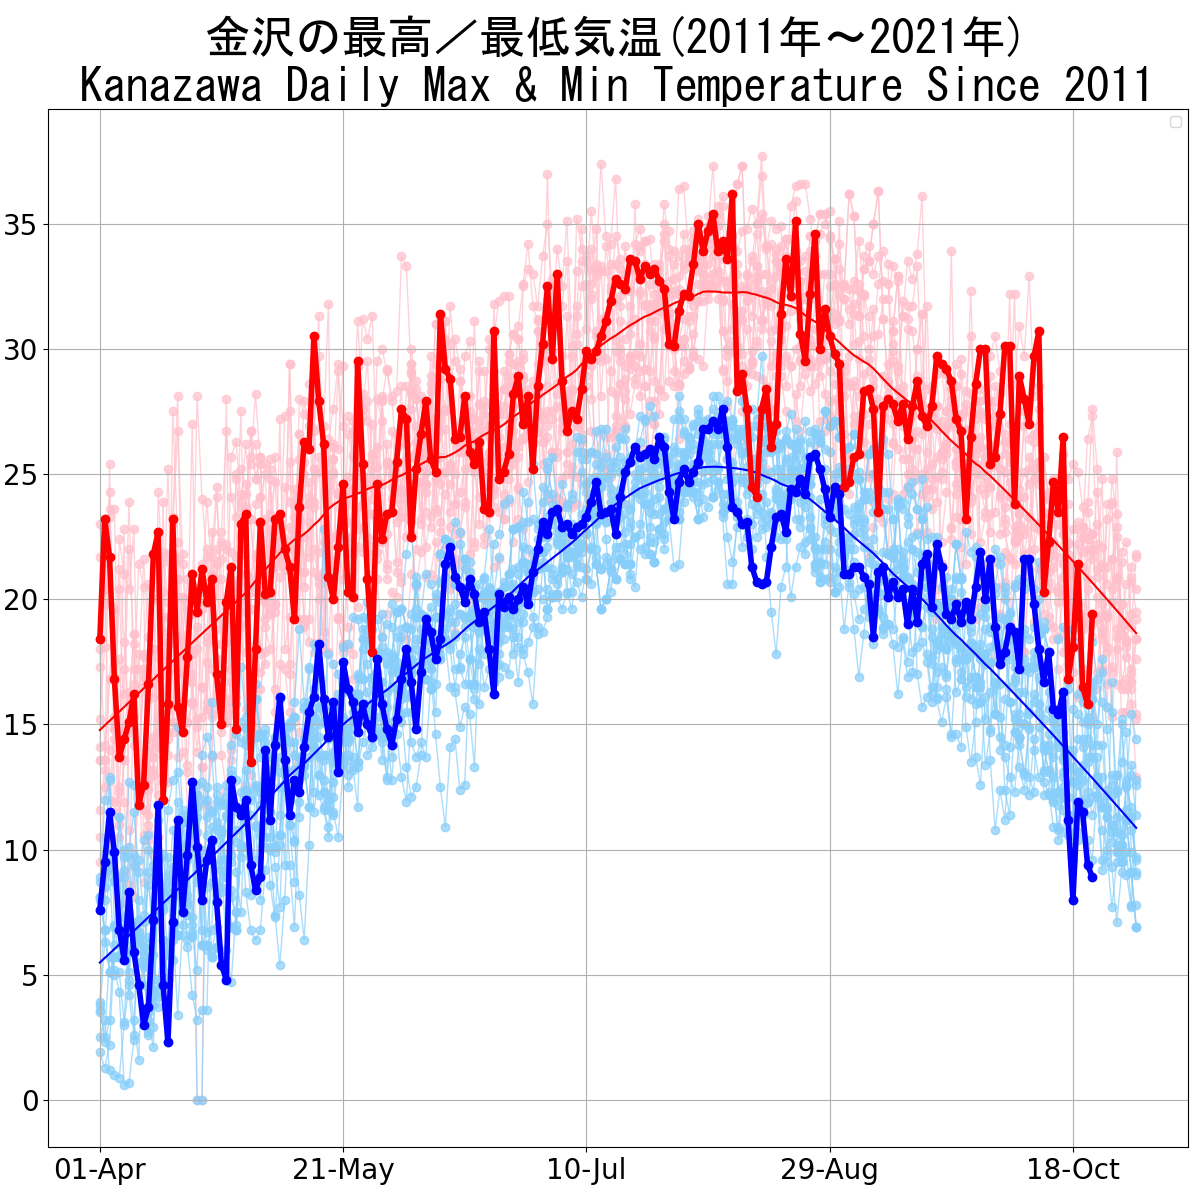 金沢の最高／最低気温(2011年～2021年)
Kanazawa Daily Max & Min Temperature Since 2011
35
30
25
20
15
10
5
0
01-Apr 21-May 10-Jul 29-Aug 18-Oct